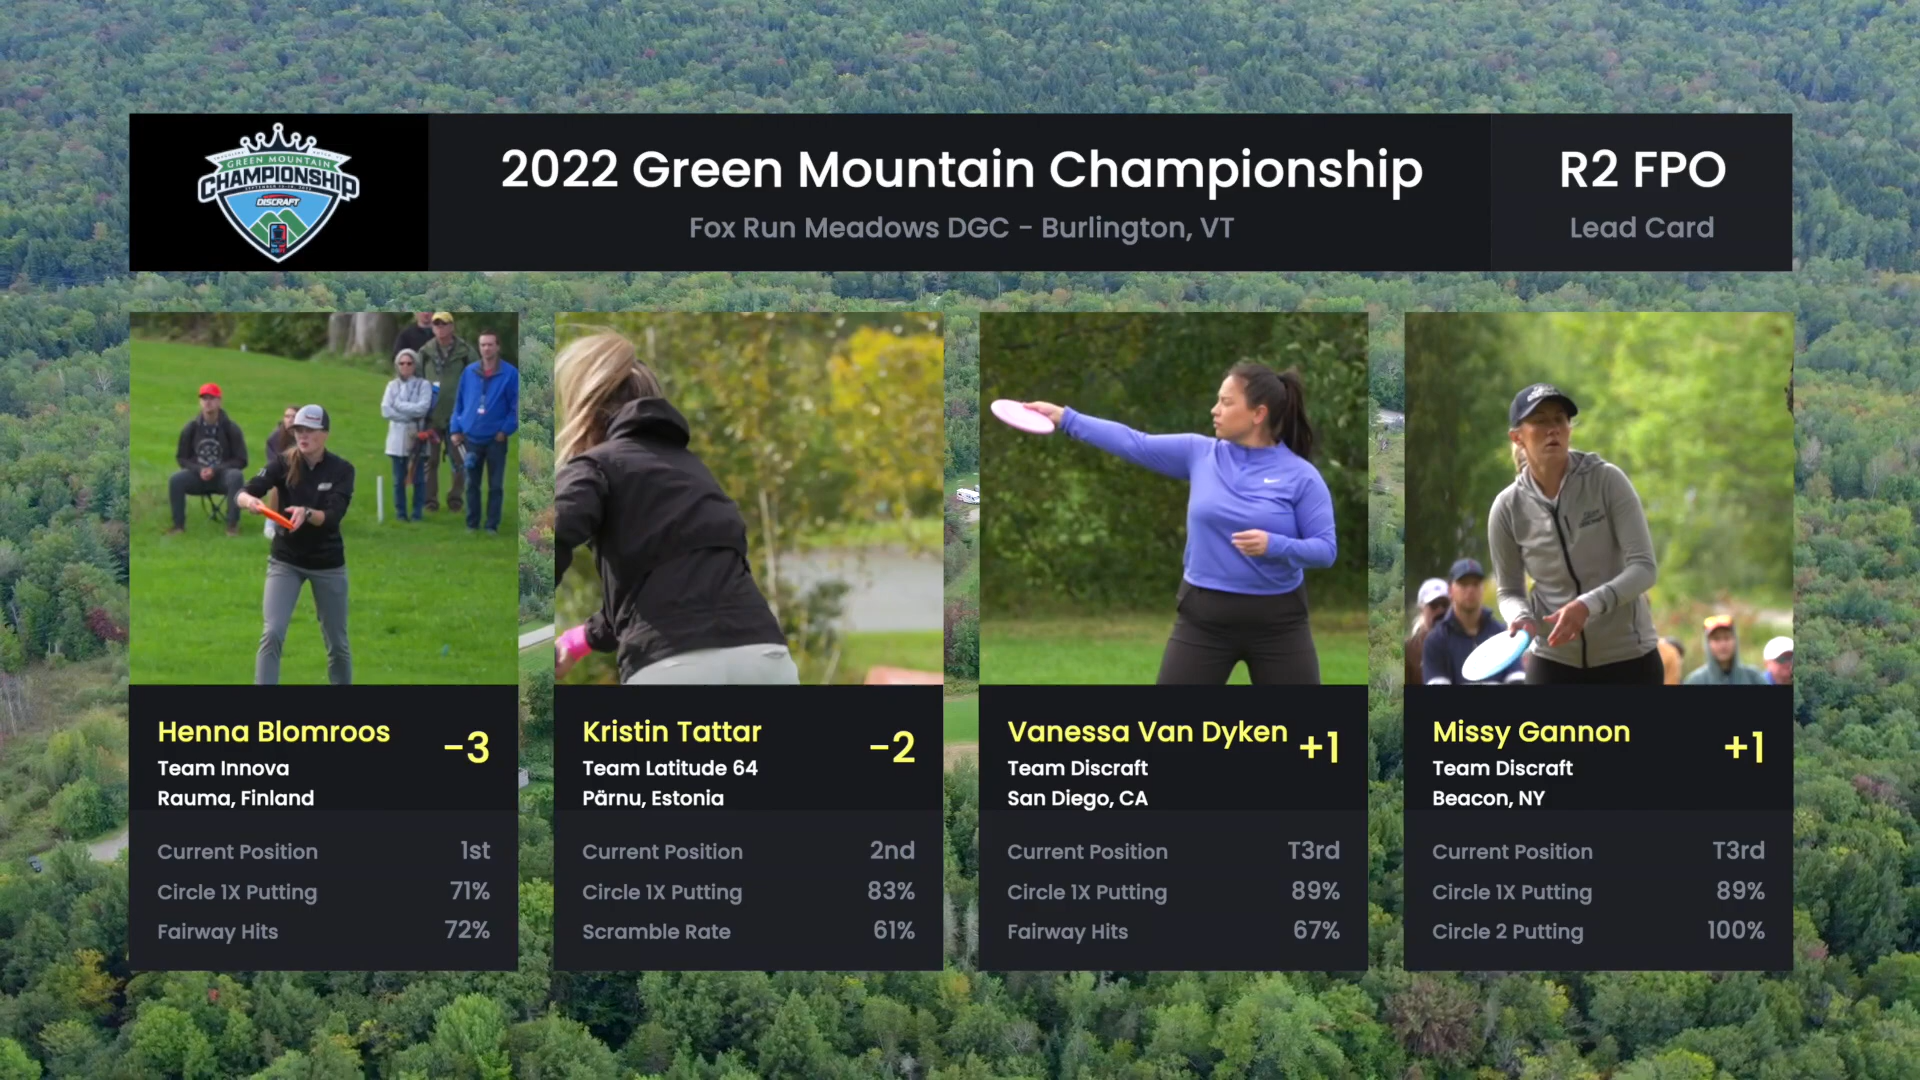 GREEN MOUNTAIN
CHAMPIONSHIP
DISCRAFT
2022 Green Mountain Championship
Fox Run Meadows DGC - Burlington, VT
R2 FPO
Lead Card
Henna Blomroos
-3
Team Innova
Rauma, Finland
Current Position 1st
Circle 1X Putting 71%
Fairway Hits 72%
Kristin Tattar
-2
Team Latitude 64
Pärnu, Estonia
Current Position 2nd
Circle 1X Putting 83%
Scramble Rate 61%
Vanessa Van Dyken
+1
Team Discraft
San Diego, CA
Current Position T3rd
Circle 1X Putting 89%
Fairway Hits 67%
Missy Gannon
+1
Team Discraft
Beacon, NY
Current Position T3rd
Circle 1X Putting 89%
Circle 2 Putting 100%